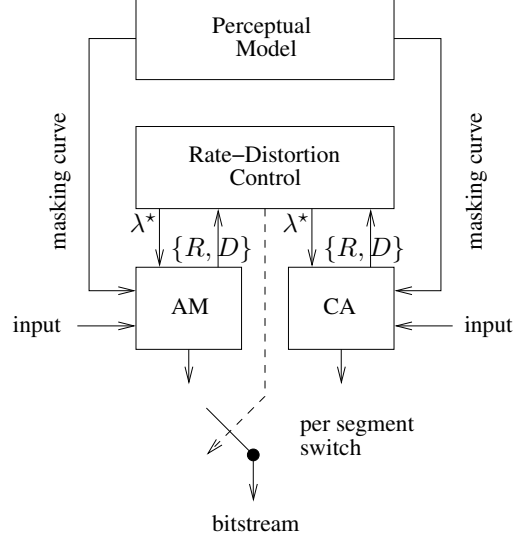 Perceptual
Model
masking curve
masking curve
Rate−Distortion
Control
λ⋆
{R, D}
λ⋆
{R, D}
AM
CA
input
input
per segment
switch
bitstream